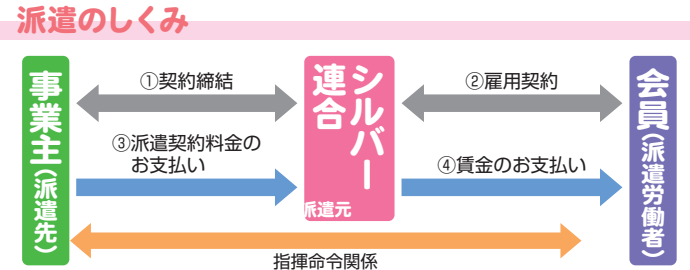 派遣のしくみ
事業主(派遣先)
①契約締結
③派遣契約料金の
お支払い
シルバー
連合
派遣元
②雇用契約
④賃金のお支払い
会員(派遣労働者)
指揮命令関係